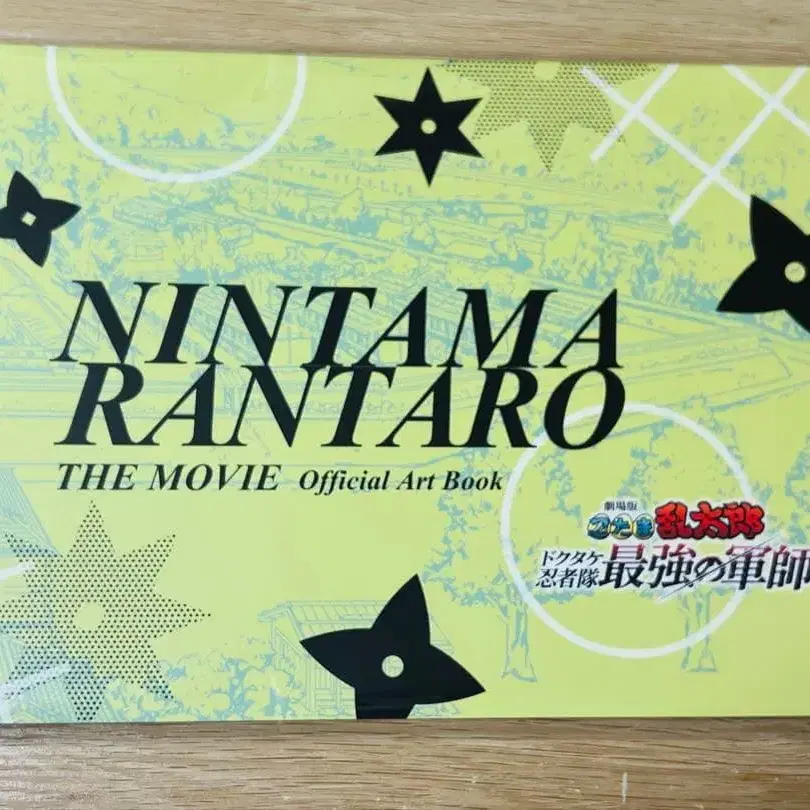 NINTAMA
RANTARO
THE MOVIE Official Art Book
劇場版
忍たま乱太郎
ドクタケ
忍者隊 最強の軍師